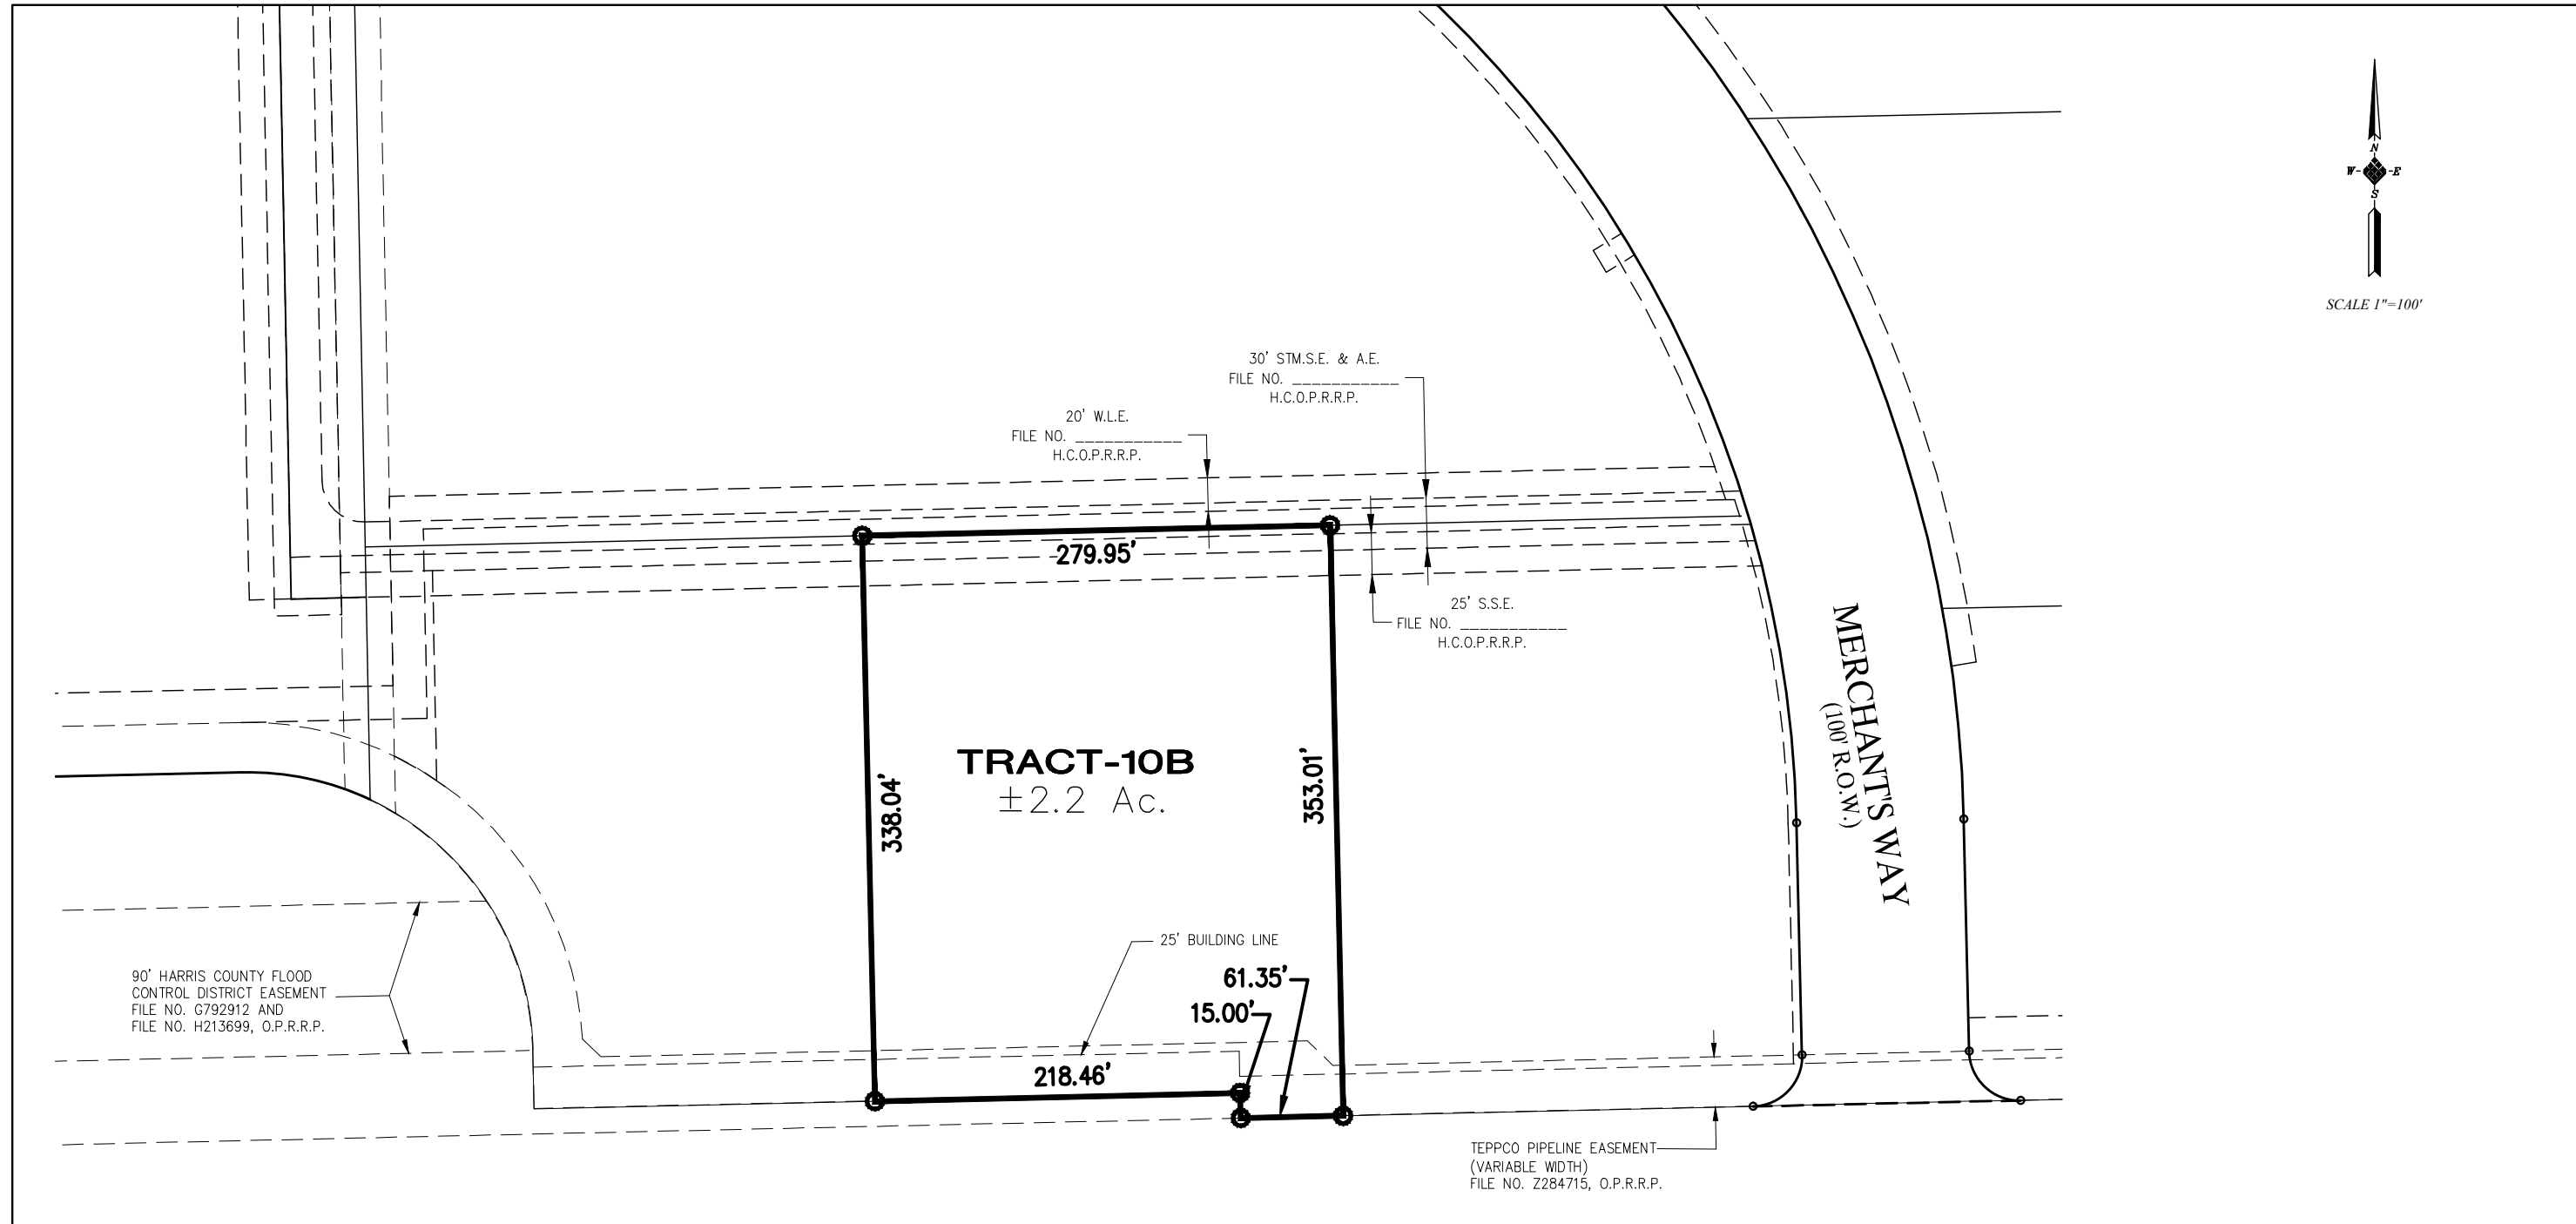 N
W- -E
S
SCALE 1"=100'
30' STM.S.E. & A.E.
FILE NO. ___________
H.C.O.P.R.R.P.
20' W.L.E.
FILE NO. ___________
H.C.O.P.R.R.P.
279.95'
25' S.S.E.
FILE NO. ___________
H.C.O.P.R.R.P.
MERCHANT'S WAY
(100' R.O.W.)
TRACT-10B
±2.2 Ac.
338.04'
353.01'
25' BUILDING LINE
61.35'
15.00'
218.46'
90' HARRIS COUNTY FLOOD
CONTROL DISTRICT EASEMENT
FILE NO. G792912 AND
FILE NO. H213699, O.P.R.R.P.
TEPPCO PIPELINE EASEMENT
(VARIABLE WIDTH)
FILE NO. Z284715, O.P.R.R.P.